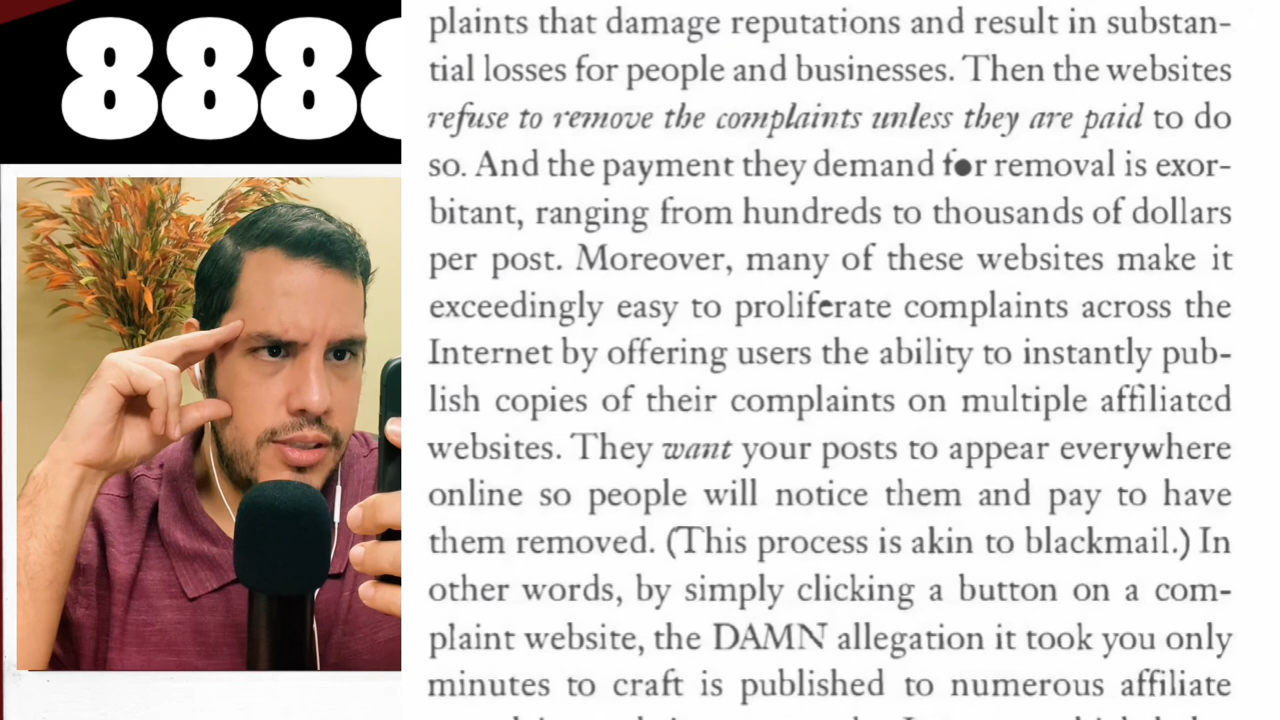 8888
plaints that damage reputations and result in substan-
tial losses for people and businesses. Then the websites
refuse to remove the complaints unless they are paid to do
so. And the payment they demand for removal is exor-
bitant, ranging from hundreds to thousands of dollars
per post. Moreover, many of these websites make it
exceedingly easy to proliferate complaints across the
Internet by offering users the ability to instantly pub-
lish copies of their complaints on multiple affiliated
websites. They want your posts to appear everywhere
online so people will notice them and pay to have
them removed. (This process is akin to blackmail.) In
other words, by simply clicking a button on a com-
plaint website, the DAMN allegation it took you only
minutes to craft is published to numerous affiliate